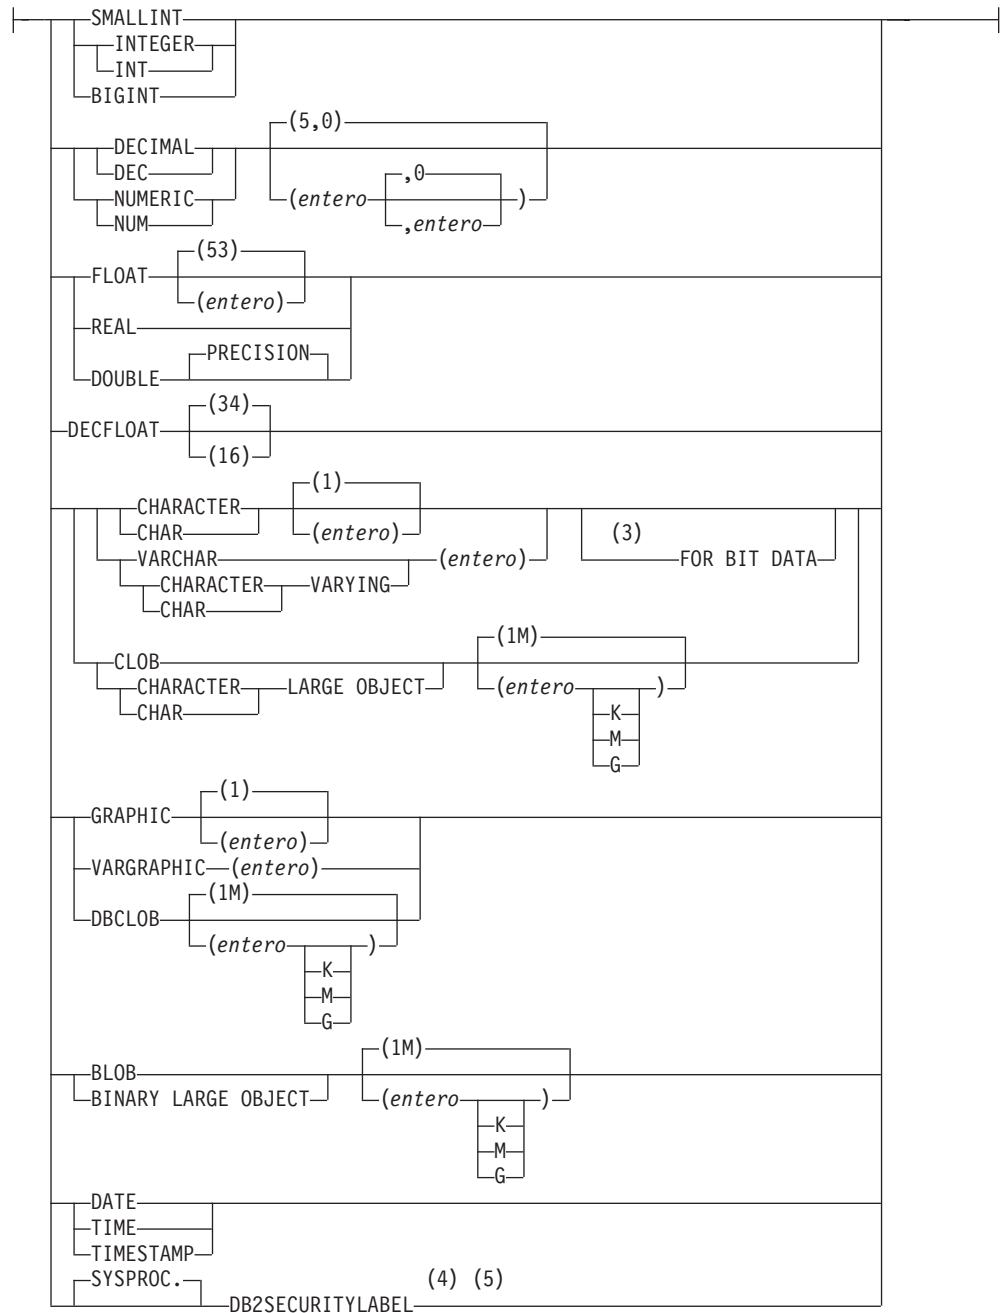 SMALLINT
INTEGER
INT
BIGINT
(5,0)
DECIMAL
DEC
,0
NUMERIC
(entero )
NUM
,entero
(53)
FLOAT
(entero)
REAL
PRECISION
DOUBLE
(34)
DECFLOAT
(16)
(1)
CHARACTER
CHAR
(entero)
(3)
VARCHAR
(entero)
FOR BIT DATA
CHARACTER
VARYING
CHAR
(1M)
CLOB
CHARACTER
LARGE OBJECT
(entero )
CHAR
K
M
G
(1)
GRAPHIC
(entero)
VARGRAPHIC (entero)
(1M)
DBCLOB
(entero )
K
M
G
(1M)
BLOB
BINARY LARGE OBJECT
(entero )
K
M
G
DATE
TIME
TIMESTAMP
SYSPROC.
(4) (5)
DB2SECURITYLABEL